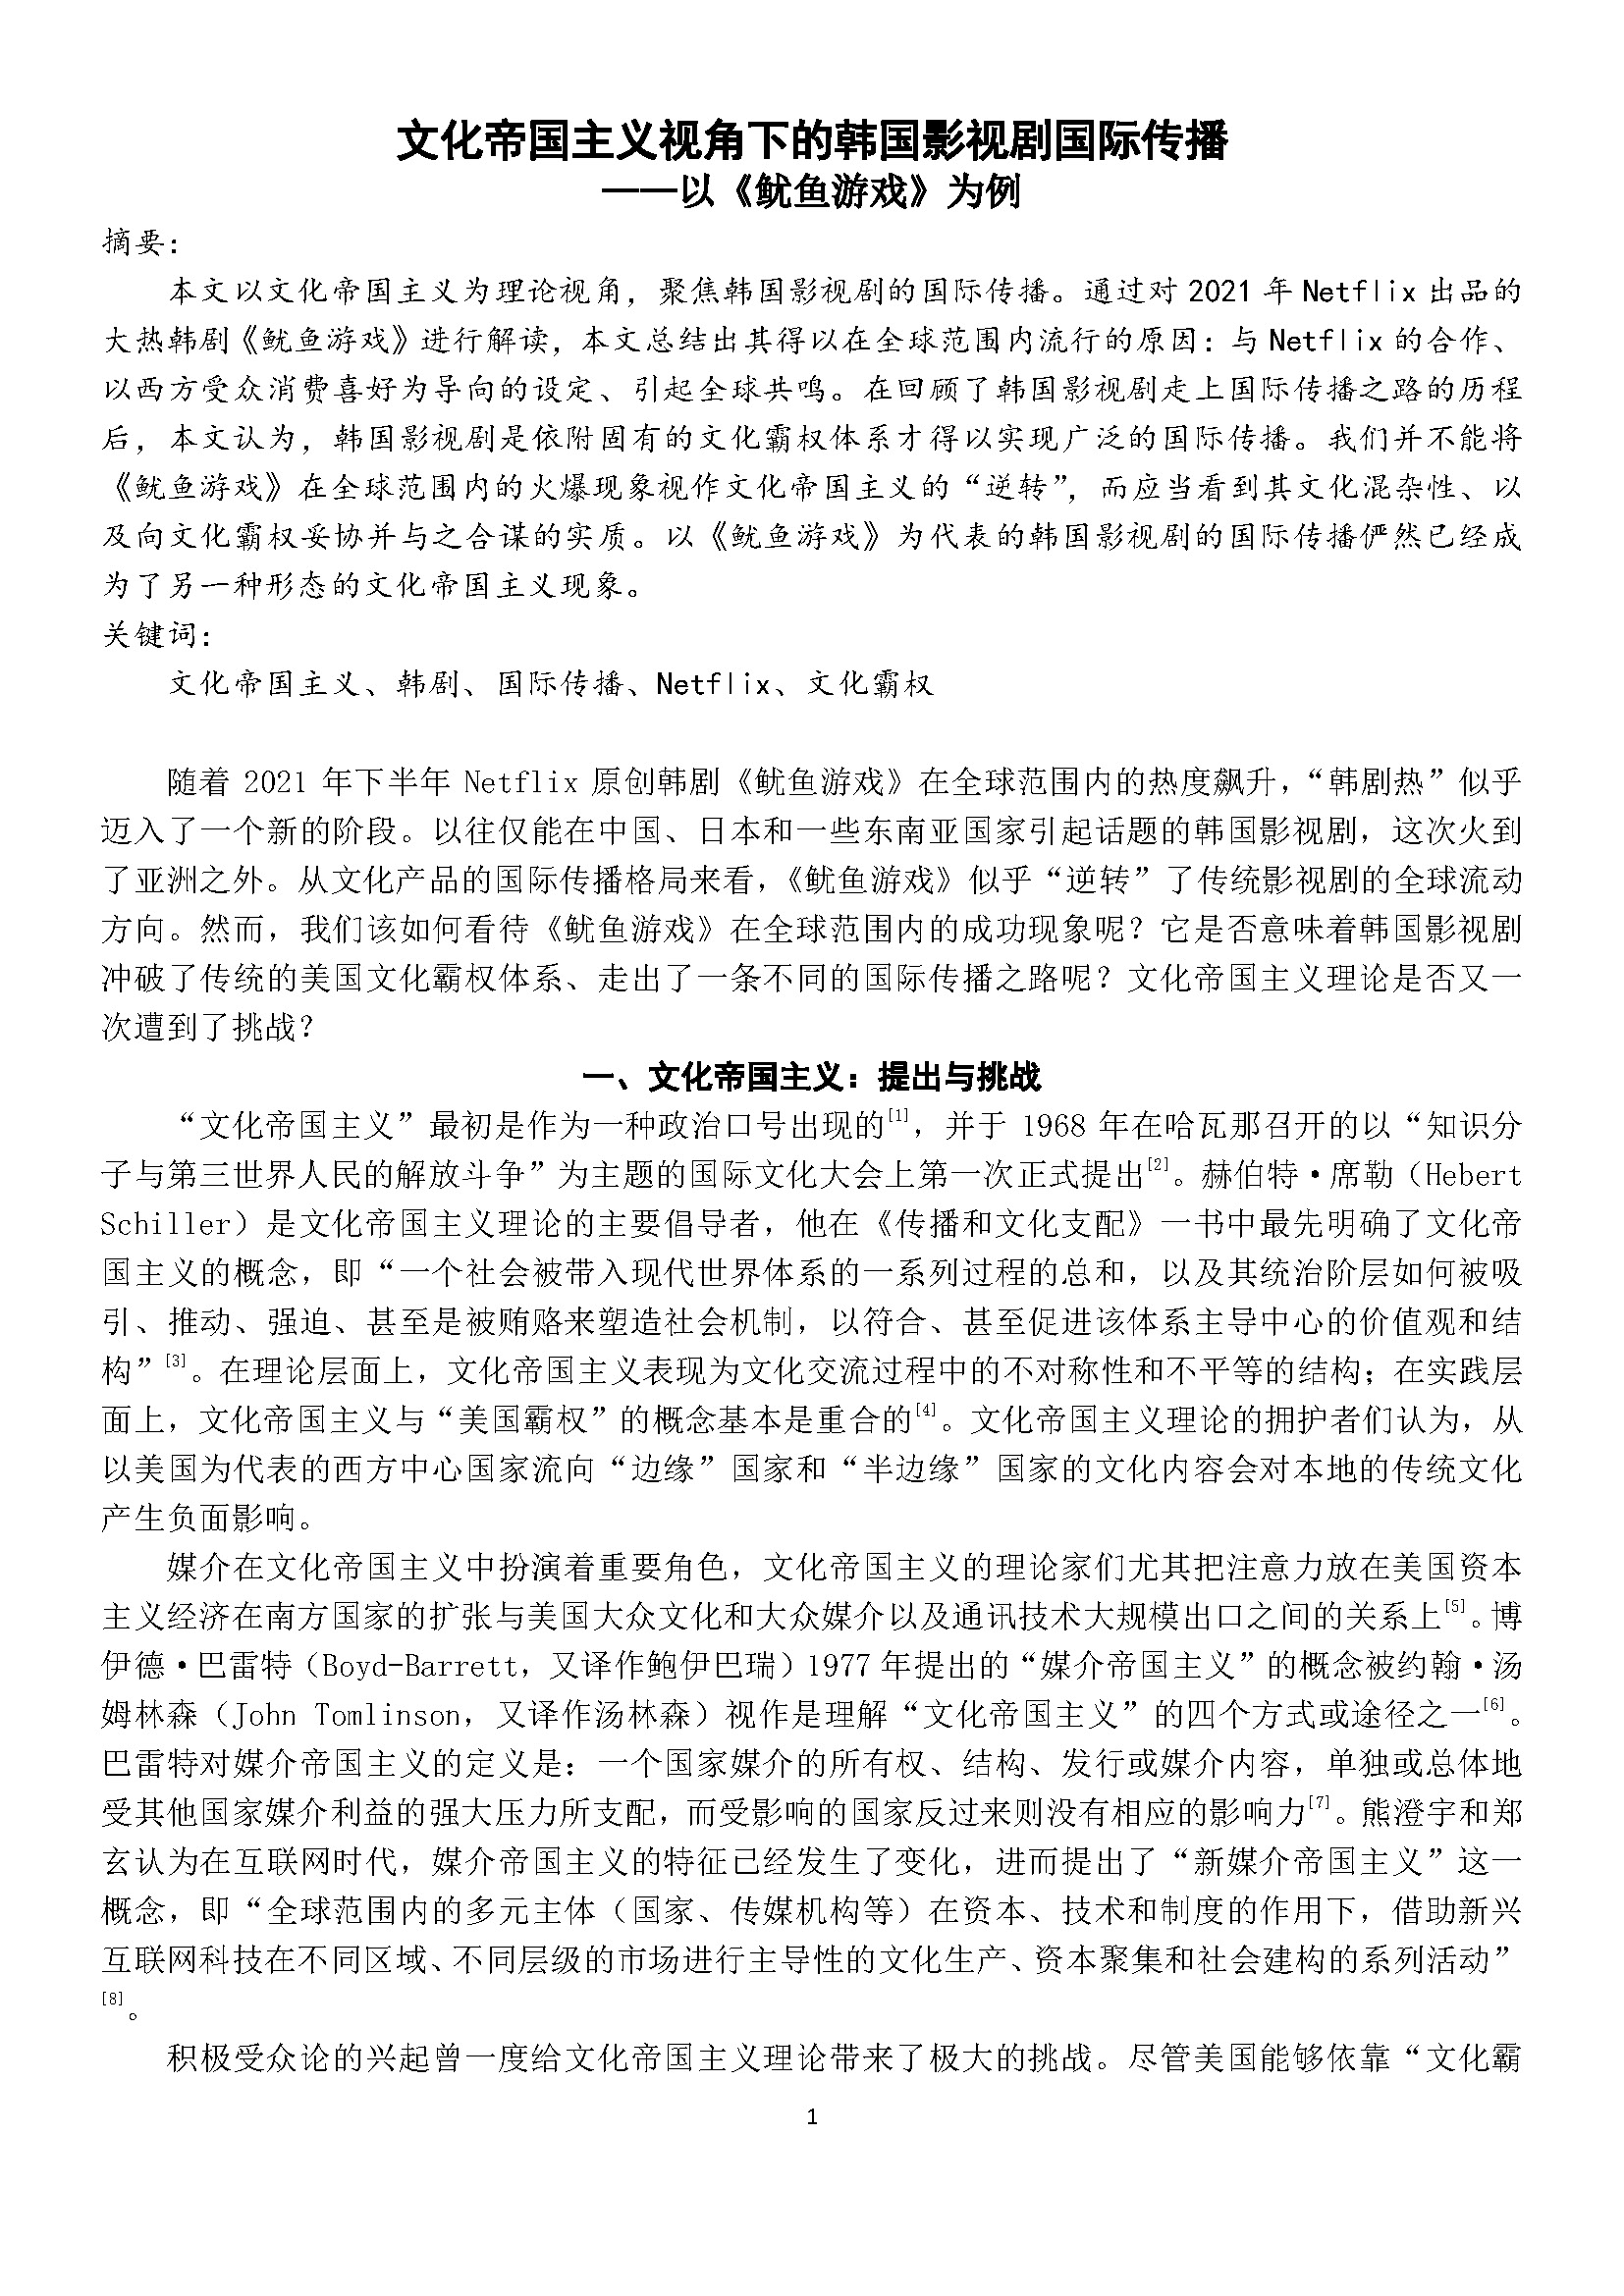 文化帝国主义视角下的韩国影视剧国际传播
——以《鱿鱼游戏》为例
摘要：
本文以文化帝国主义为理论视角，聚焦韩国影视剧的国际传播。通过对 2021 年 Netflix 出品的
大热韩剧《鱿鱼游戏》进行解读，本文总结出其得以在全球范围内流行的原因：与 Netflix 的合作、
以西方受众消费喜好为导向的设定、引起全球共鸣。在回顾了韩国影视剧走上国际传播之路的历程
后，本文认为，韩国影视剧是依附固有的文化霸权体系才得以实现广泛的国际传播。我们并不能将
《鱿鱼游戏》在全球范围内的火爆现象视作文化帝国主义的“逆转”，而应当看到其文化混杂性、以
及向文化霸权妥协并与之合谋的实质。以《鱿鱼游戏》为代表的韩国影视剧的国际传播俨然已经成
为了另一种形态的文化帝国主义现象。
关键词：
文化帝国主义、韩剧、国际传播、Netflix、文化霸权
随着 2021 年下半年 Netflix 原创韩剧《鱿鱼游戏》在全球范围内的热度飙升，“韩剧热”似乎
迈入了一个新的阶段。以往仅能在中国、日本和一些东南亚国家引起话题的韩国影视剧，这次火到
了亚洲之外。从文化产品的国际传播格局来看，《鱿鱼游戏》似乎“逆转”了传统影视剧的全球流动
方向。然而，我们该如何看待《鱿鱼游戏》在全球范围内的成功现象呢？它是否意味着韩国影视剧
冲破了传统的美国文化霸权体系、走出了一条不同的国际传播之路呢？文化帝国主义理论是否又一
次遭到了挑战？
一、文化帝国主义：提出与挑战
“文化帝国主义”最初是作为一种政治口号出现的[1]，并于 1968 年在哈瓦那召开的以“知识分
子与第三世界人民的解放斗争”为主题的国际文化大会上第一次正式提出[2]。赫伯特·席勒（Hebert
Schiller）是文化帝国主义理论的主要倡导者，他在《传播和文化支配》一书中最先明确了文化帝
国主义的概念，即“一个社会被带入现代世界体系的一系列过程的总和，以及其统治阶层如何被吸
引、推动、强迫、甚至是被贿赂来塑造社会机制，以符合、甚至促进该体系主导中心的价值观和结
构”[3]。在理论层面上，文化帝国主义表现为文化交流过程中的不对称性和不平等的结构；在实践层
面上，文化帝国主义与“美国霸权”的概念基本是重合的[4]。文化帝国主义理论的拥护者们认为，从
以美国为代表的西方中心国家流向“边缘”国家和“半边缘”国家的文化内容会对本地的传统文化
产生负面影响。
媒介在文化帝国主义中扮演着重要角色，文化帝国主义的理论家们尤其把注意力放在美国资本
主义经济在南方国家的扩张与美国大众文化和大众媒介以及通讯技术大规模出口之间的关系上[5]。博
伊德·巴雷特（Boyd-Barrett，又译作鲍伊巴瑞）1977 年提出的“媒介帝国主义”的概念被约翰·汤
姆林森（John Tomlinson，又译作汤林森）视作是理解“文化帝国主义”的四个方式或途径之一[6]。
巴雷特对媒介帝国主义的定义是：一个国家媒介的所有权、结构、发行或媒介内容，单独或总体地
受其他国家媒介利益的强大压力所支配，而受影响的国家反过来则没有相应的影响力[7]。熊澄宇和郑
玄认为在互联网时代，媒介帝国主义的特征已经发生了变化，进而提出了“新媒介帝国主义”这一
概念，即“全球范围内的多元主体（国家、传媒机构等）在资本、技术和制度的作用下，借助新兴
互联网科技在不同区域、不同层级的市场进行主导性的文化生产、资本聚集和社会建构的系列活动”
[8]。
积极受众论的兴起曾一度给文化帝国主义理论带来了极大的挑战。尽管美国能够依靠“文化霸
1